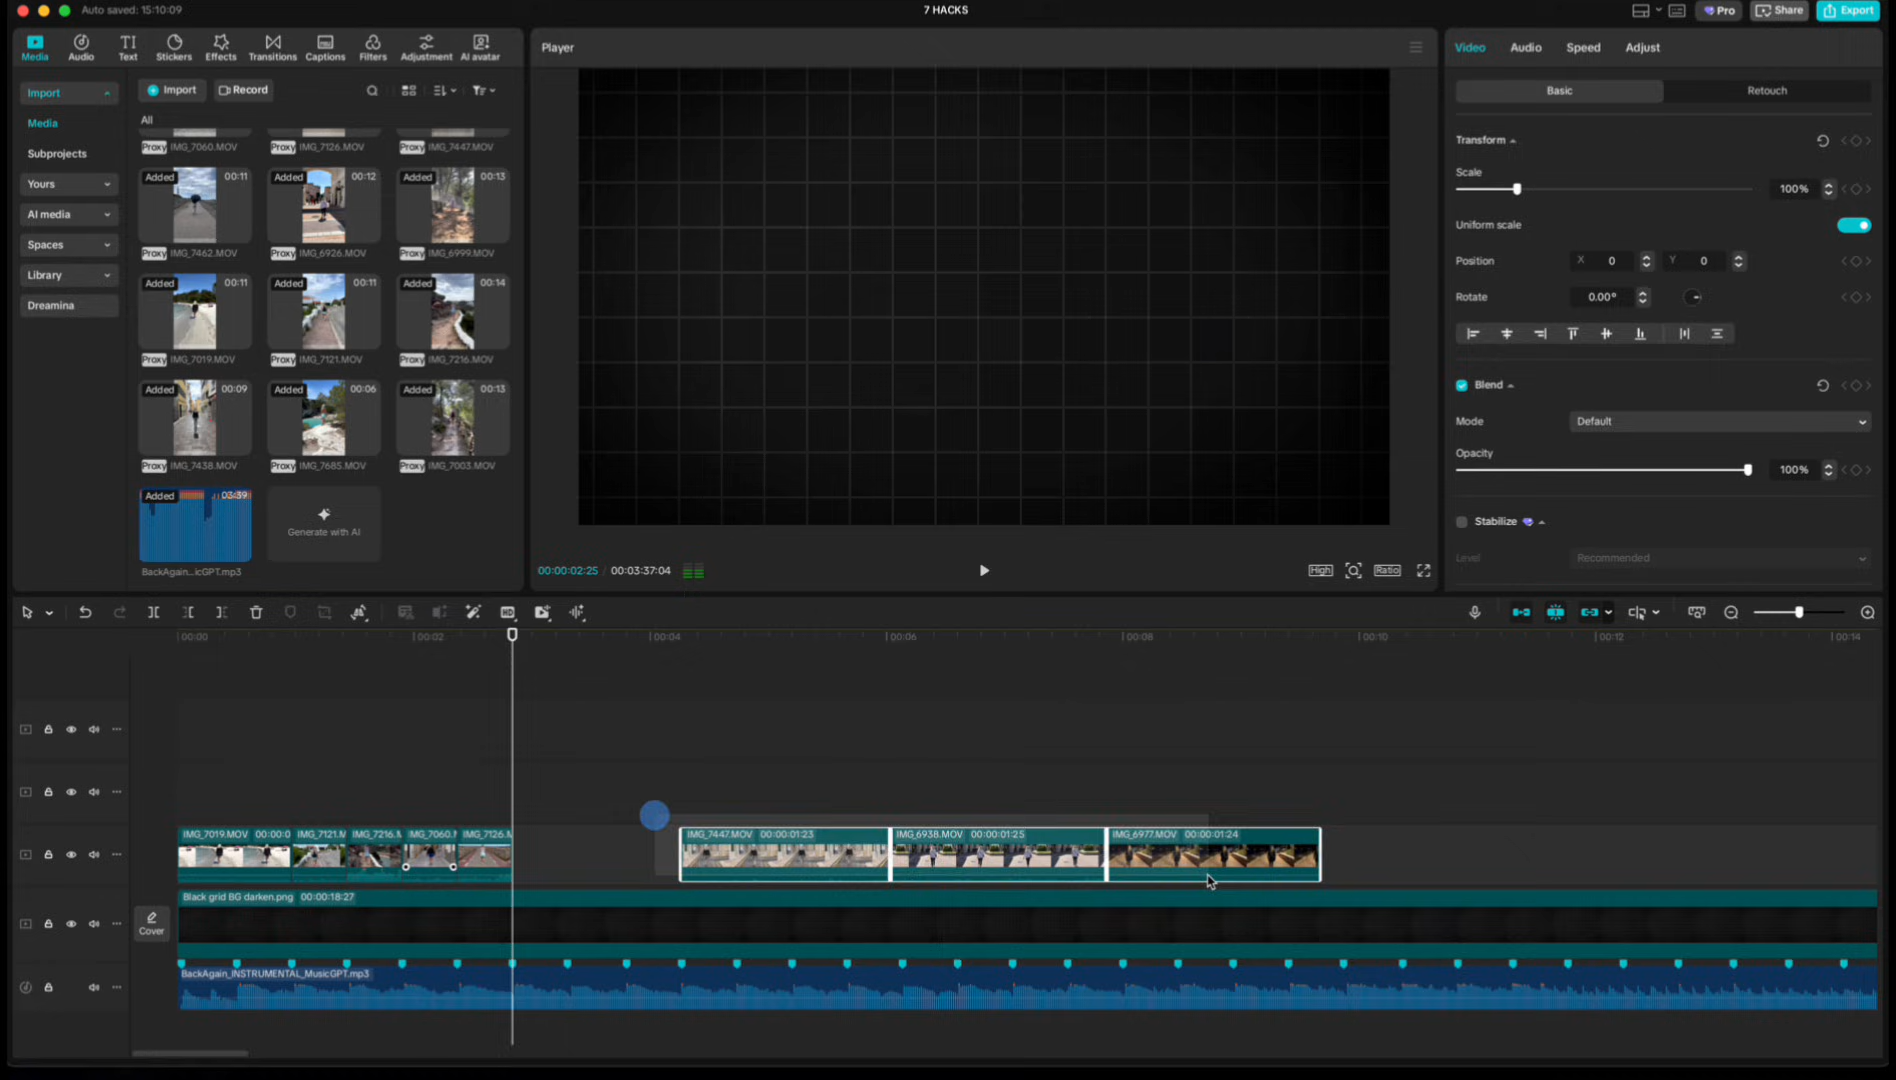 Auto saved: 15:10:09
7 HACKS
Pro
Share
Export
Media
Audio
Text
Stickers
Effects
Transitions
Captions
Filters
Adjustment
AI avatar
Import
Media
Subprojects
Yours
AI media
Spaces
Library
Dreamina
Import
Record
All
Proxy IMG_7060.MOV
Proxy IMG_7126.MOV
Proxy IMG_7447.MOV
Added 00:11
Added 00:12
Added 00:13
Proxy IMG_7462.MOV
Proxy IMG_6926.MOV
Proxy IMG_6999.MOV
Added 00:11
Added 00:11
Added 00:14
Proxy IMG_7019.MOV
Proxy IMG_7121.MOV
Proxy IMG_7216.MOV
Added 00:09
Added 00:06
Added 00:13
Proxy IMG_7438.MOV
Proxy IMG_7685.MOV
Proxy IMG_7003.MOV
Added 03:39
Generate with AI
BackAgain...icGPT.mp3
Player
00:00:02:25 / 00:03:37:04
High
Ratio
Video
Audio
Speed
Adjust
Basic
Retouch
Transform
Scale
100%
Uniform scale
Position X 0 Y 0
Rotate 0.00°
Blend
Mode Default
Opacity
100%
Stabilize
Level Recommended
HD
00:00
00:02
00:04
00:06
00:08
00:10
00:12
00:14
IMG_7019.MOV 00:00:0
IMG_7121.M
IMG_7216.M
IMG_7060.M
IMG_7126.M
IMG_7447.MOV 00:00:01:23
IMG_6938.MOV 00:00:01:25
IMG_6977.MOV 00:00:01:24
Cover
Black grid BG darken.png 00:00:18:27
BackAgain_INSTRUMENTAL_MusicGPT.mp3